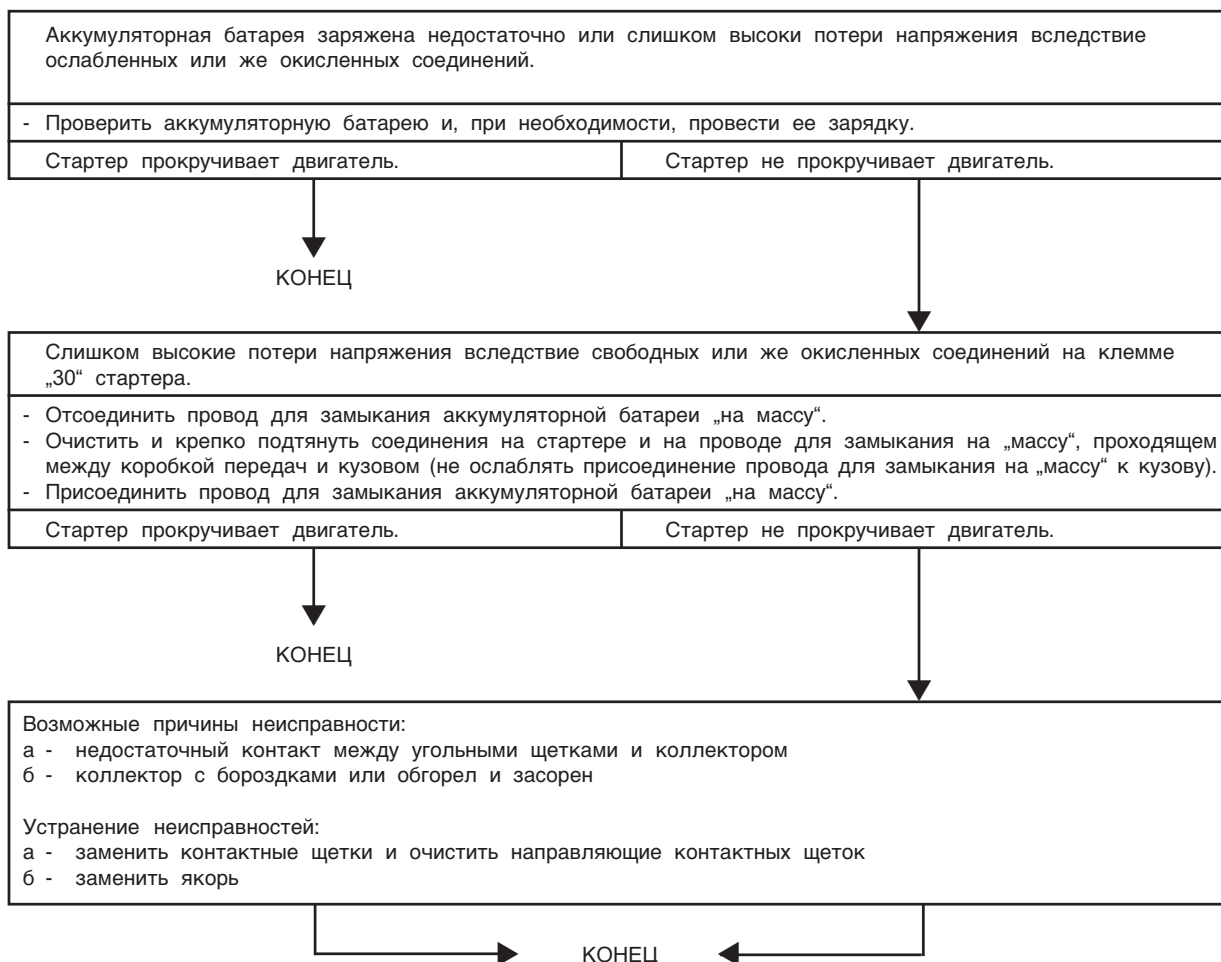 Аккумуляторная батарея заряжена недостаточно или слишком высоки потери напряжения вследствие
ослабленных или же окисленных соединений.
- Проверить аккумуляторную батарею и, при необходимости, провести ее зарядку.
Стартер прокручивает двигатель.
Стартер не прокручивает двигатель.
КОНЕЦ
Слишком высокие потери напряжения вследствие свободных или же окисленных соединений на клемме
„30“ стартера.
- Отсоединить провод для замыкания аккумуляторной батареи „на массу“.
- Очистить и крепко подтянуть соединения на стартере и на проводе для замыкания на „массу“, проходящем
между коробкой передач и кузовом (не ослаблять присоединение провода для замыкания на „массу“ к кузову).
- Присоединить провод для замыкания аккумуляторной батареи „на массу“.
Стартер прокручивает двигатель.
Стартер не прокручивает двигатель.
КОНЕЦ
Возможные причины неисправности:
а - недостаточный контакт между угольными щетками и коллектором
б - коллектор с бороздками или обгорел и засорен
Устранение неисправностей:
а - заменить контактные щетки и очистить направляющие контактных щеток
б - заменить якорь
КОНЕЦ